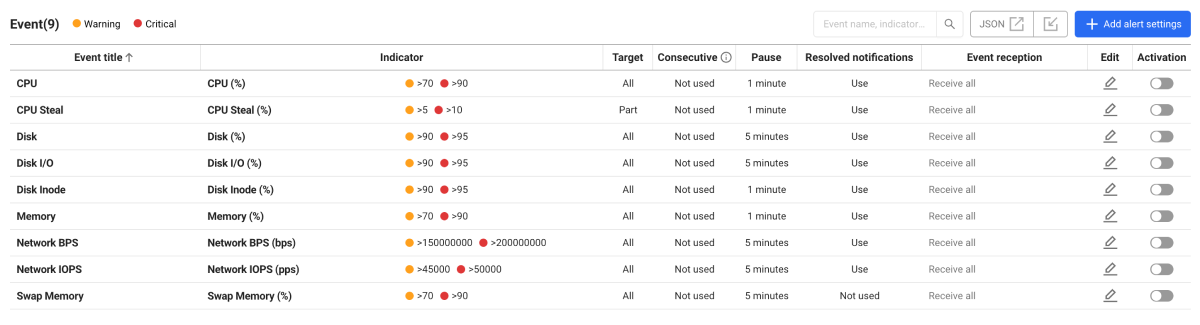 Event(9) Warning Critical Event name, indicator... JSON Add alert settings
Event title Indicator Target Consecutive Pause Resolved notifications Event reception Edit Activation
CPU CPU (%) >70 >90 All Not used 1 minute Use Receive all
CPU Steal CPU Steal (%) >5 >10 Part Not used 1 minute Use Receive all
Disk Disk (%) >90 >95 All Not used 5 minutes Use Receive all
Disk I/O Disk I/O (%) >90 >95 All Not used 5 minutes Use Receive all
Disk Inode Disk Inode (%) >90 >95 All Not used 1 minute Use Receive all
Memory Memory (%) >70 >90 All Not used 1 minute Use Receive all
Network BPS Network BPS (bps) >150000000 >200000000 All Not used 5 minutes Use Receive all
Network IOPS Network IOPS (pps) >45000 >50000 All Not used 5 minutes Use Receive all
Swap Memory Swap Memory (%) >70 >90 All Not used 5 minutes Not used Receive all